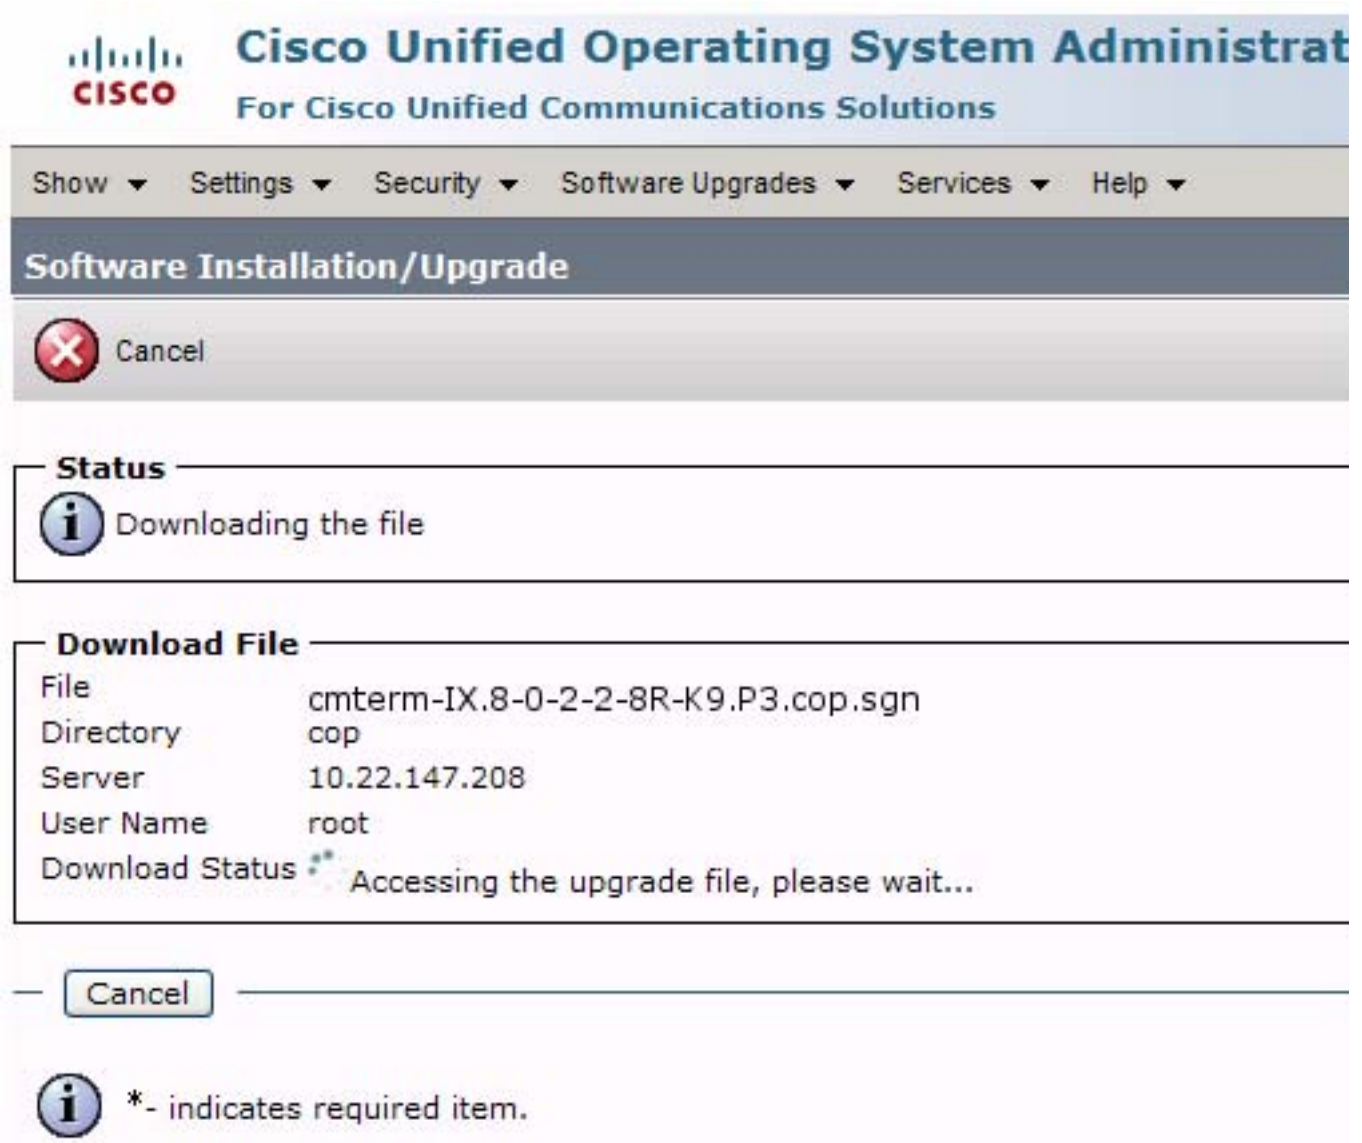 Cisco Unified Operating System Administrat
CISCO
For Cisco Unified Communications Solutions
Show Settings Security Software Upgrades Services Help
Software Installation/Upgrade
Cancel
Status
Downloading the file
Download File
File cmterm-IX.8-0-2-2-8R-K9.P3.cop.sgn
Directory cop
Server 10.22.147.208
User Name root
Download Status Accessing the upgrade file, please wait...
Cancel
*- indicates required item.